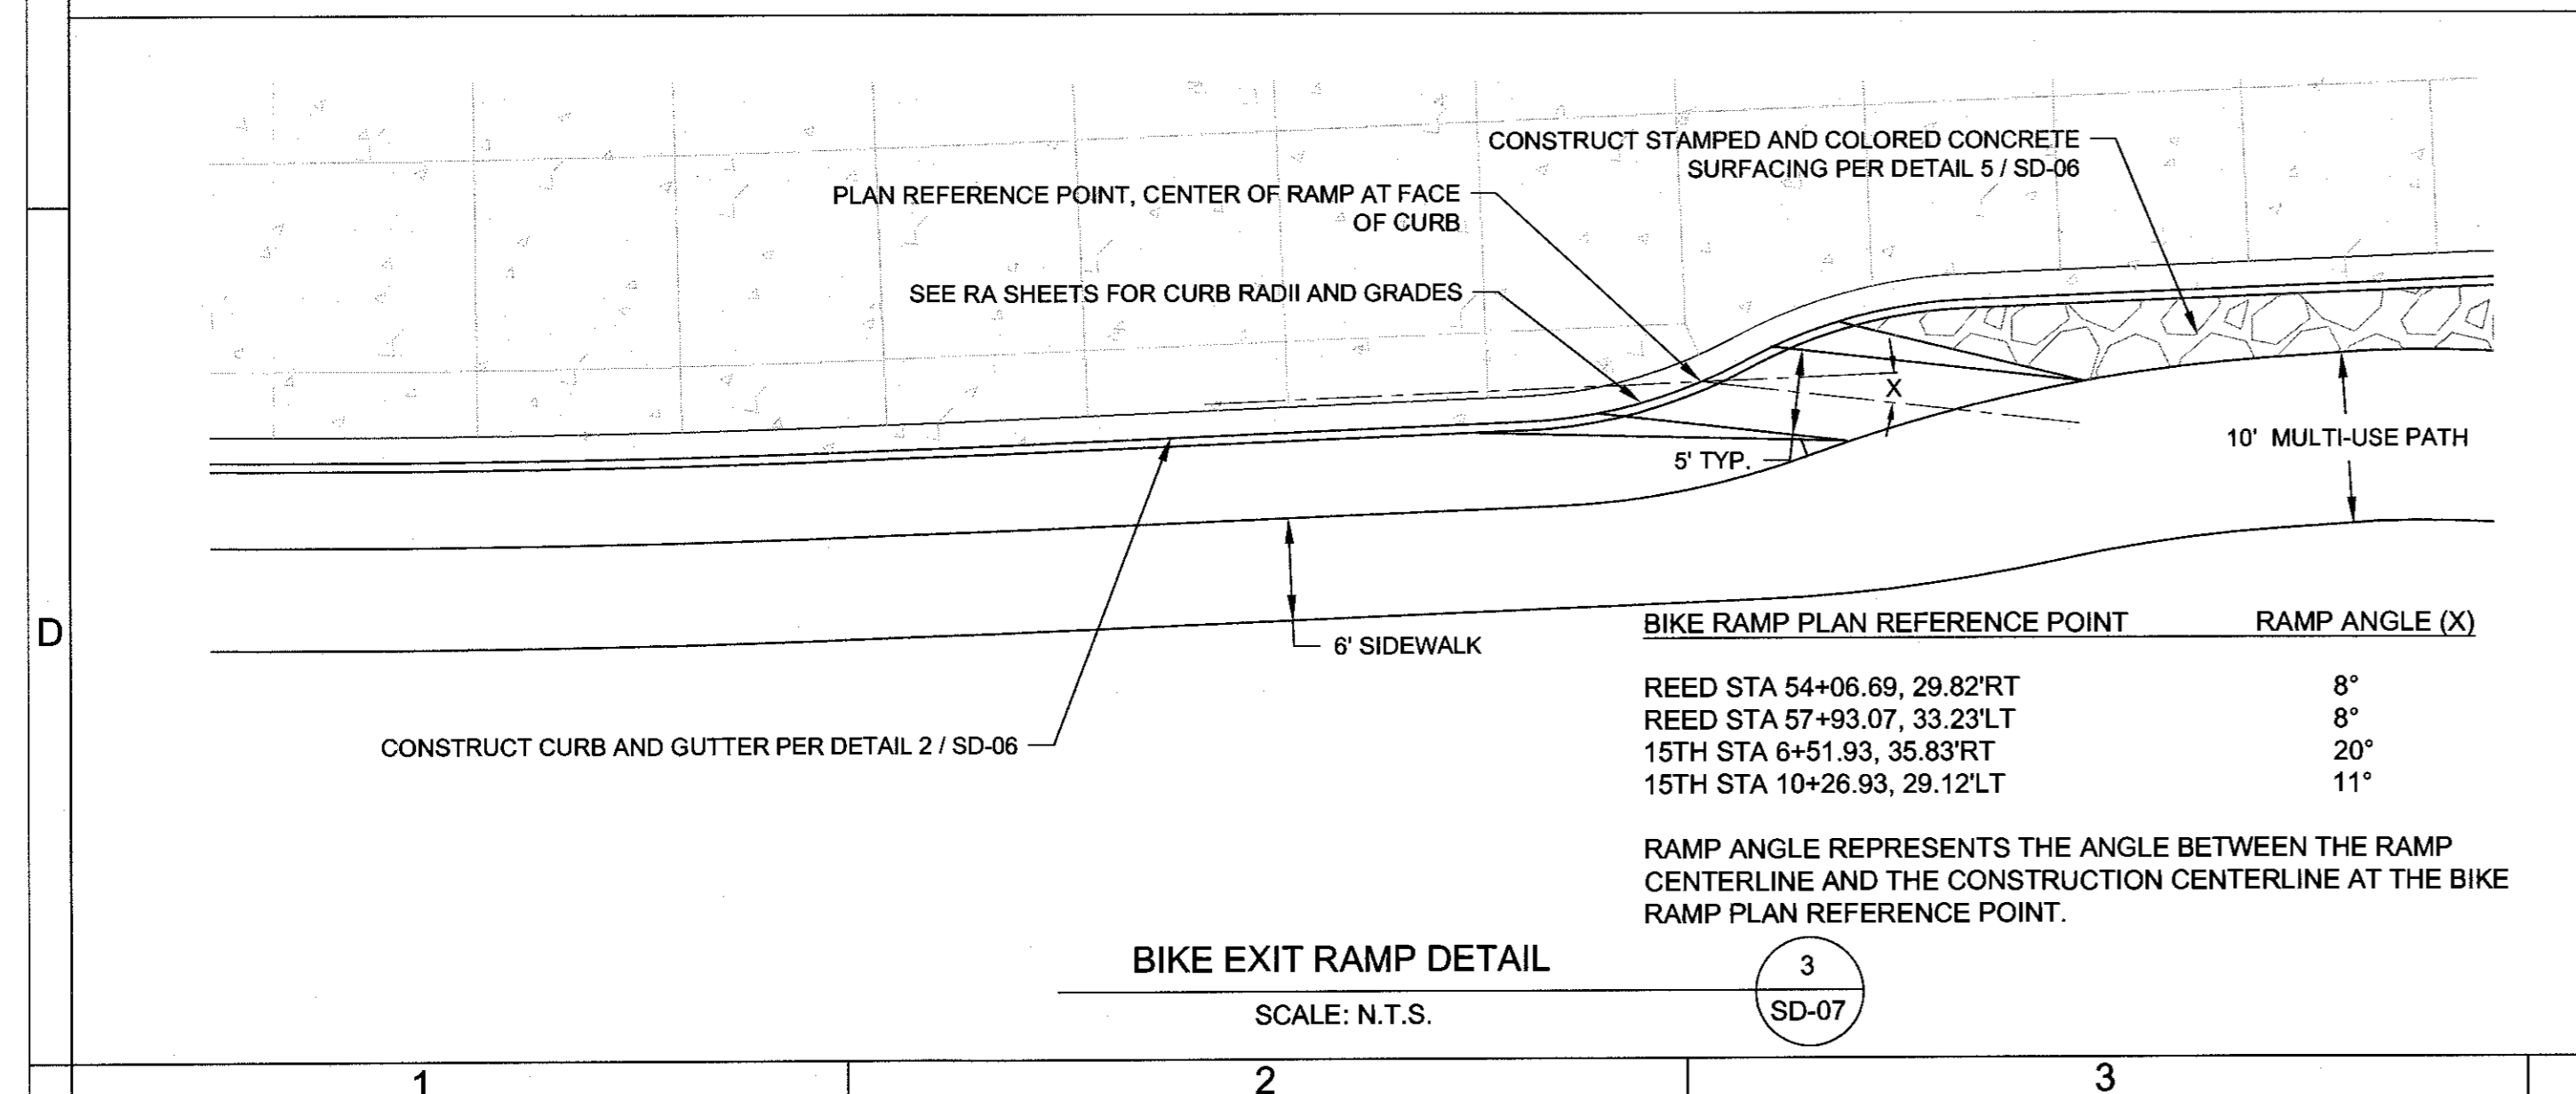 CONSTRUCT STAMPED AND COLORED CONCRETE
SURFACING PER DETAIL 5 / SD-06
PLAN REFERENCE POINT, CENTER OF RAMP AT FACE
OF CURB
SEE RA SHEETS FOR CURB RADII AND GRADES
X
10' MULTI-USE PATH
5' TYP.
6' SIDEWALK
CONSTRUCT CURB AND GUTTER PER DETAIL 2 / SD-06
D
BIKE RAMP PLAN REFERENCE POINT RAMP ANGLE (X)
REED STA 54+06.69, 29.82'RT 8°
REED STA 57+93.07, 33.23'LT 8°
15TH STA 6+51.93, 35.83'RT 20°
15TH STA 10+26.93, 29.12'LT 11°
RAMP ANGLE REPRESENTS THE ANGLE BETWEEN THE RAMP
CENTERLINE AND THE CONSTRUCTION CENTERLINE AT THE BIKE
RAMP PLAN REFERENCE POINT.
BIKE EXIT RAMP DETAIL
SCALE: N.T.S.
3
SD-07
1 2 3